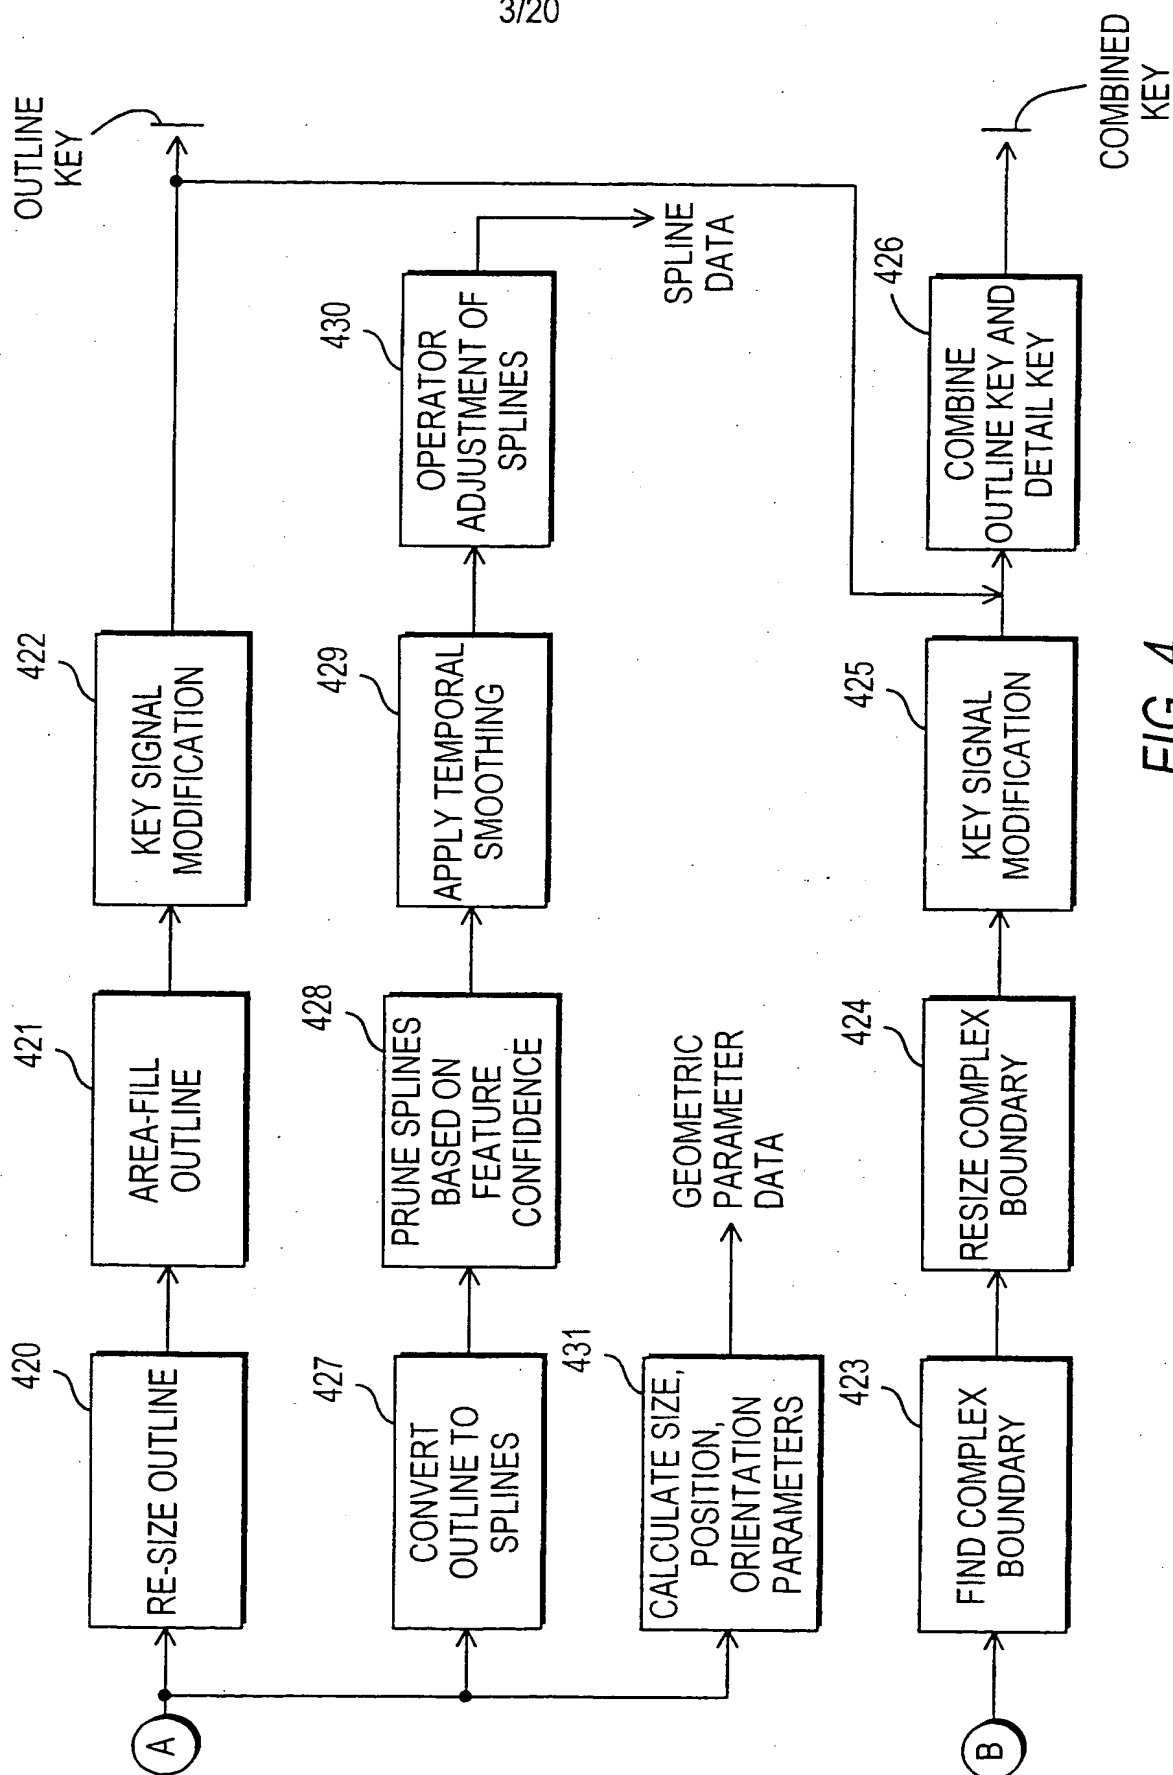 3/20
A
420
RE-SIZE OUTLINE
421
AREA-FILL
OUTLINE
422
KEY SIGNAL
MODIFICATION
OUTLINE
KEY
427
CONVERT
OUTLINE TO
SPLINES
428
PRUNE SPLINES
BASED ON
FEATURE
CONFIDENCE
429
APPLY TEMPORAL
SMOOTHING
430
OPERATOR
ADJUSTMENT OF
SPLINES
SPLINE
DATA
431
CALCULATE SIZE,
POSITION,
ORIENTATION
PARAMETERS
GEOMETRIC
PARAMETER
DATA
B
423
FIND COMPLEX
BOUNDARY
424
RESIZE COMPLEX
BOUNDARY
425
KEY SIGNAL
MODIFICATION
426
COMBINE
OUTLINE KEY AND
DETAIL KEY
COMBINED
KEY
FIG. 4